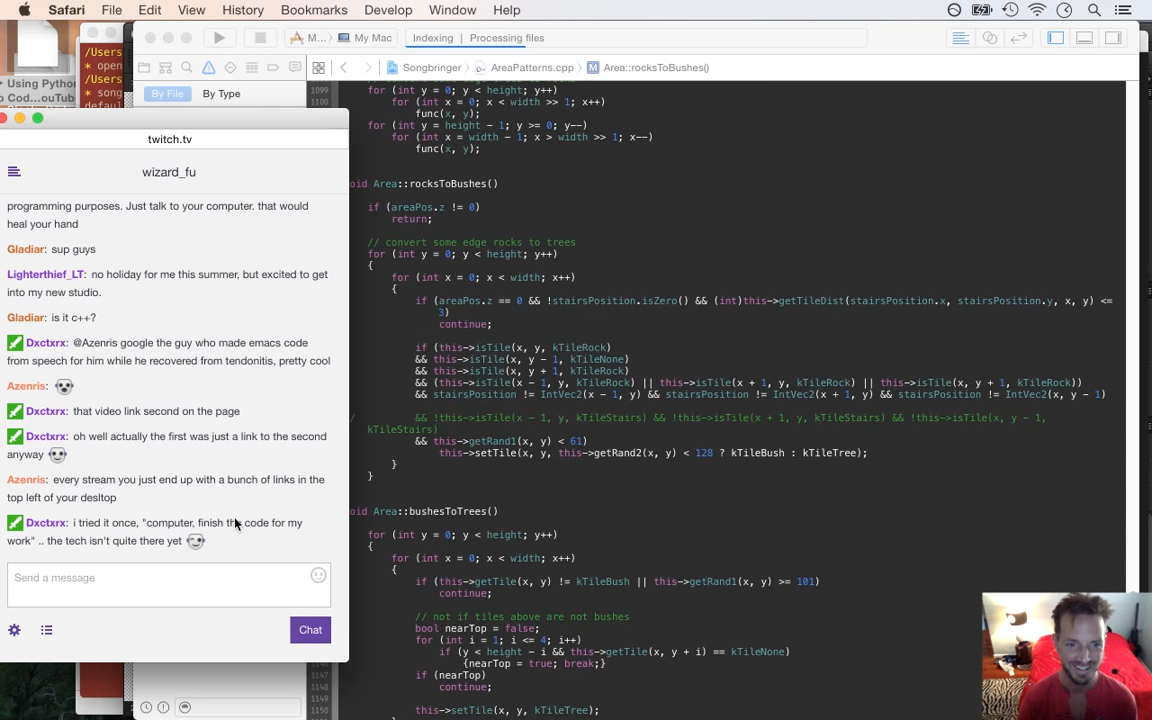 Safari File Edit View History Bookmarks Develop Window Help
M... My Mac
Indexing | Processing files
Songbringer AreaPatterns.cpp Area::rocksToBushes()
By File By Type
/Users
* open
/Users
* song
defaul
Using Python
Cod...ouTub
twitch.tv
wizard_fu
programming purposes. Just talk to your computer. that would
heal your hand
Gladiar: sup guys
Lighterthief_LT: no holiday for me this summer, but excited to get
into my new studio.
Gladiar: is it c++?
Dxctxrx: @Azenris google the guy who made emacs code
from speech for him while he recovered from tendonitis, pretty cool
Azenris:
Dxctxrx: that video link second on the page
Dxctxrx: oh well actually the first was just a link to the second
anyway
Azenris: every stream you just end up with a bunch of links in the
top left of your desltop
Dxctxrx: i tried it once, "computer, finish the code for my
work" .. the tech isn't quite there yet
Send a message
Chat
1099 for (int y = 0; y < height; y++)
1100 for (int x = 0; x < width >> 1; x++)
func(x, y);
for (int y = height - 1; y >= 0; y--)
for (int x = width - 1; x > width >> 1; x--)
func(x, y);
oid Area::rocksToBushes()
if (areaPos.z != 0)
return;
// convert some edge rocks to trees
for (int y = 0; y < height; y++)
{
for (int x = 0; x < width; x++)
{
if (areaPos.z == 0 && !stairsPosition.isZero() && (int)this->getTileDist(stairsPosition.x, stairsPosition.y, x, y) <=
3)
continue;
if (this->isTile(x, y, kTileRock)
&& this->isTile(x, y - 1, kTileNone)
&& this->isTile(x, y + 1, kTileRock)
&& (this->isTile(x - 1, y, kTileRock) || this->isTile(x + 1, y, kTileRock) || this->isTile(x, y + 1, kTileRock))
&& stairsPosition != IntVec2(x - 1, y) && stairsPosition != IntVec2(x + 1, y) && stairsPosition != IntVec2(x, y - 1)
/ && !this->isTile(x - 1, y, kTileStairs) && !this->isTile(x + 1, y, kTileStairs) && !this->isTile(x, y - 1,
kTileStairs)
&& this->getRand1(x, y) < 61)
this->setTile(x, y, this->getRand2(x, y) < 128 ? kTileBush : kTileTree);
}
}
oid Area::bushesToTrees()
for (int y = 0; y < height; y++)
{
for (int x = 0; x < width; x++)
{
if (this->getTile(x, y) != kTileBush || this->getRand1(x, y) >= 101)
continue;
// not if tiles above are not bushes
bool nearTop = false;
for (int i = 1; i <= 4; i++)
if (y < height - i && this->getTile(x, y + i) == kTileNone)
{nearTop = true; break;}
if (nearTop)
1148 continue;
1149
1150 this->setTile(x, y, kTileTree);